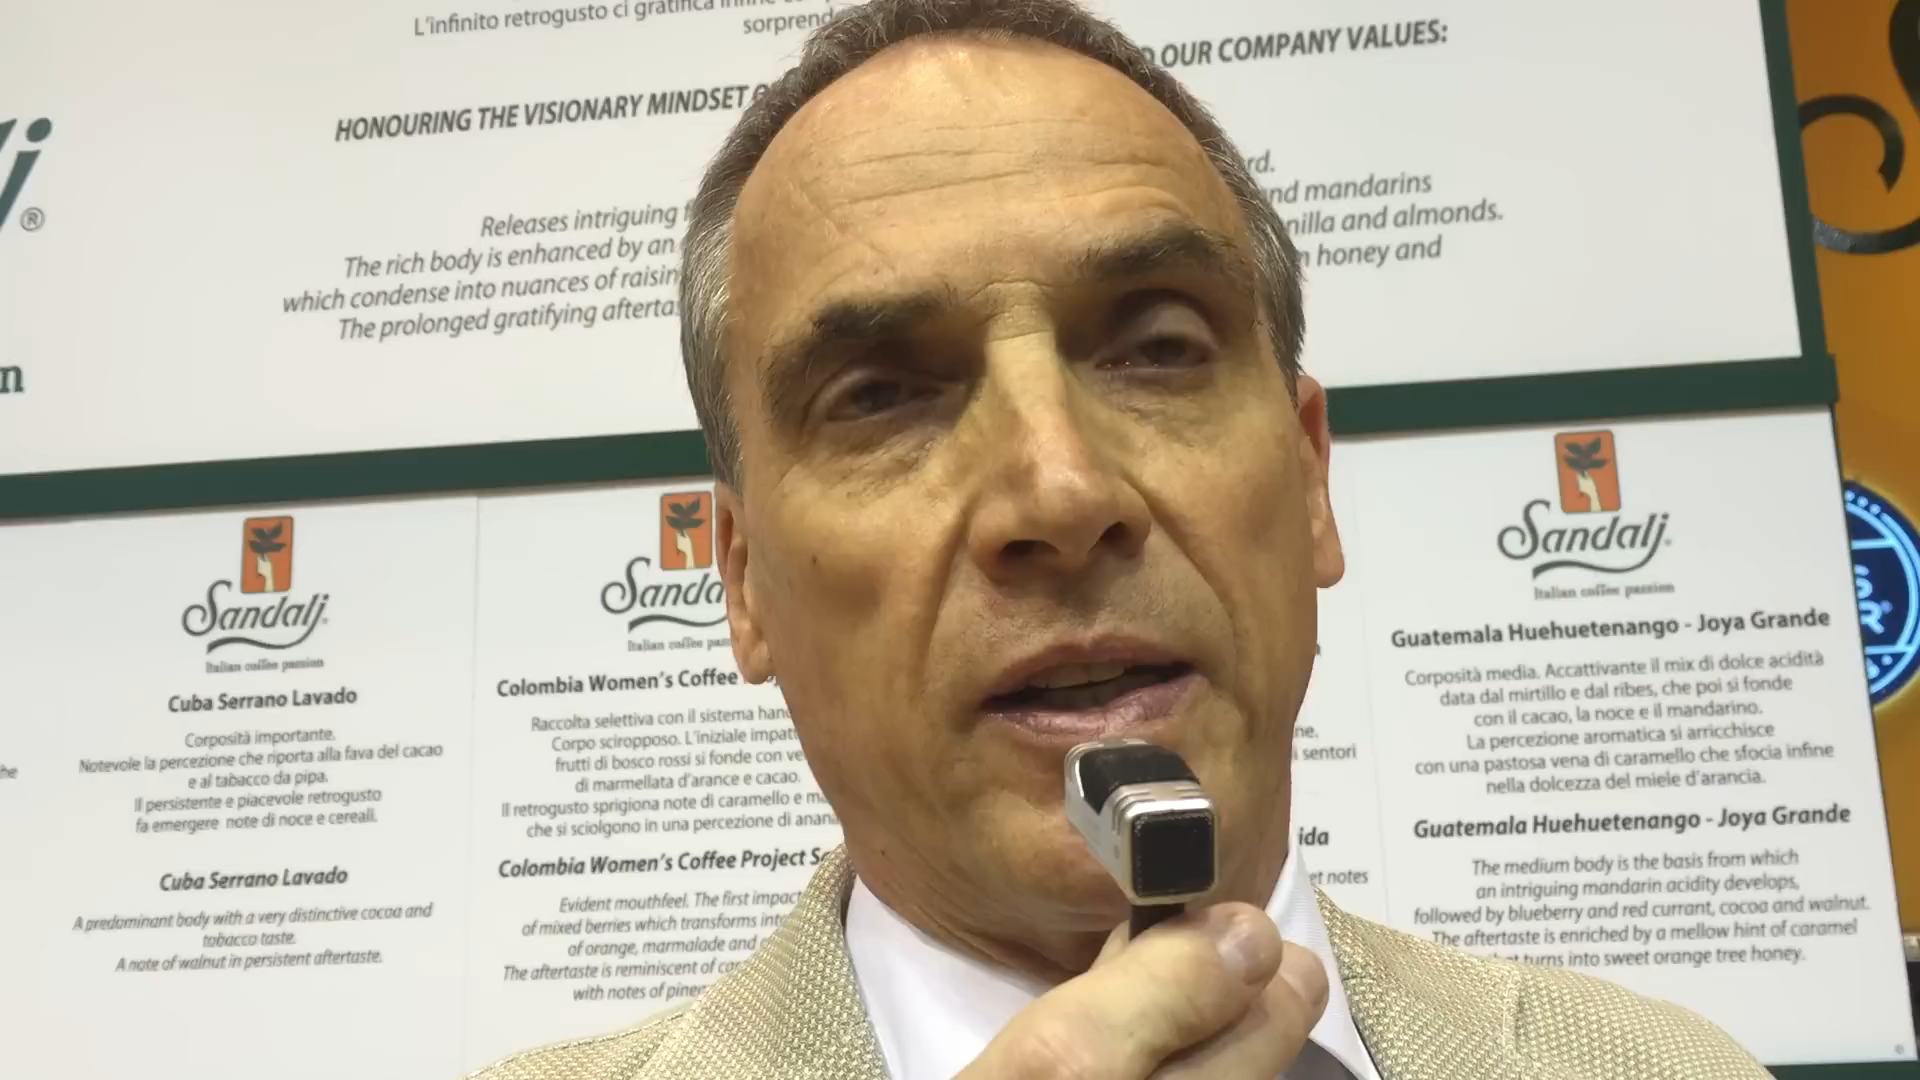 L'infinito retrogusto ci gratifica
sorprend
HONOURING THE VISIONARY MINDSET
OUR COMPANY VALUES:
Releases intriguing
The rich body is enhanced by an
which condense into nuances of raisin
The prolonged gratifying afterta
rd.
nd mandarins
nilla and almonds.
honey and
®
n
Sandalj
Italian coffee passion
Cuba Serrano Lavado
Corposità importante.
Notevole la percezione che riporta alla fava del cacao
e al tabacco da pipa.
Il persistente e piacevole retrogusto
fa emergere note di noce e cereali.
Cuba Serrano Lavado
A predominant body with a very distinctive cocoa and
tobacco taste.
A note of walnut in persistent aftertaste.
Sanda
Italian coffee pas
Colombia Women's Coffee
Raccolta selettiva con il sistema han
Corpo sciropposo. L'iniziale impat
frutti di bosco rossi si fonde con ve
di marmellata d'arance e cacao.
Il retrogusto sprigiona note di caramello e m
che si sciolgono in una percezione di anana
Colombia Women's Coffee Project
Evident mouthfeel. The first impac
of mixed berries which transforms into
of orange, marmalade and
The aftertaste is reminiscent of car
with notes of pine
ne.
i sentori
ida
et notes
Sandalj.
Italian coffee passion
Guatemala Huehuetenango - Joya Grande
Corposità media. Accattivante il mix di dolce acidità
data dal mirtillo e dal ribes, che poi si fonde
con il cacao, la noce e il mandarino.
La percezione aromatica si arricchisce
con una pastosa vena di caramello che sfocia infine
nella dolcezza del miele d'arancia.
Guatemala Huehuetenango - Joya Grande
The medium body is the basis from which
an intriguing mandarin acidity develops,
followed by blueberry and red currant, cocoa and walnut.
The aftertaste is enriched by a mellow hint of caramel
turns into sweet orange tree honey.
he
S
R®